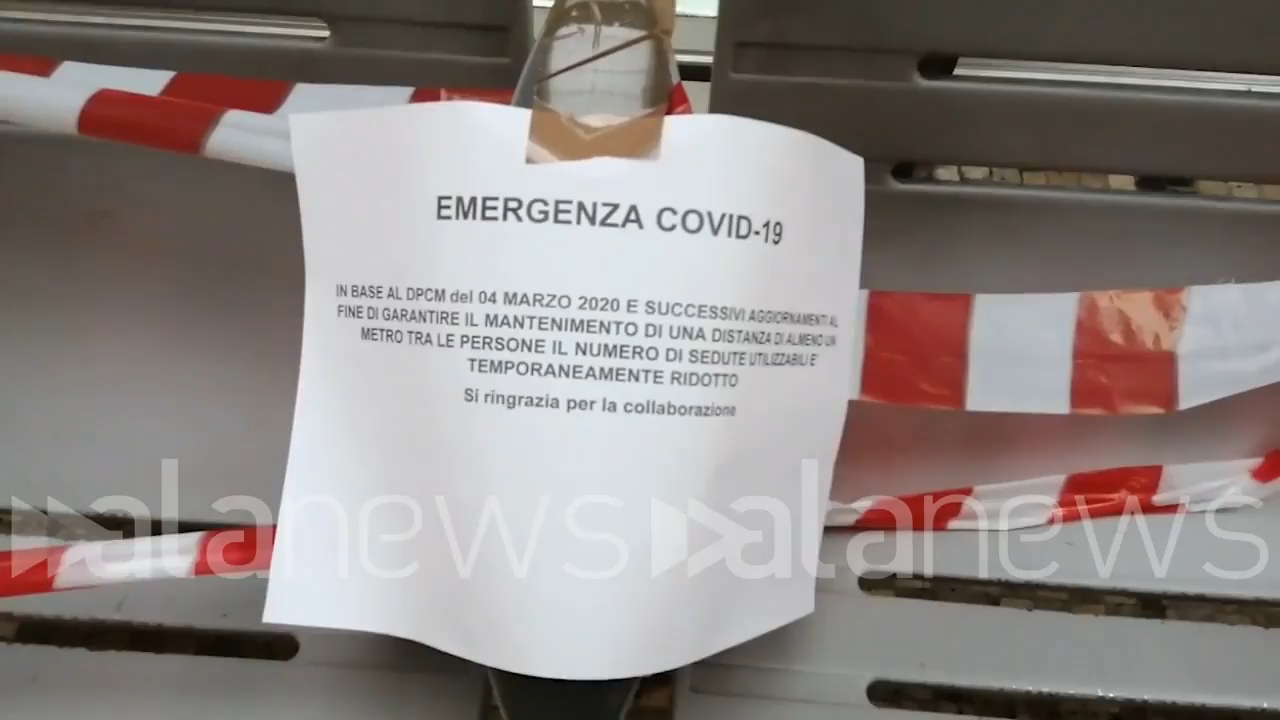 EMERGENZA COVID-19
IN BASE AL DPCM del 04 MARZO 2020 E SUCCESSIVI AGGIORNAMENTI AL
FINE DI GARANTIRE IL MANTENIMENTO DI UNA DISTANZA DI ALMENO UN
METRO TRA LE PERSONE IL NUMERO DI SEDUTE UTILIZZABILI E'
TEMPORANEAMENTE RIDOTTO
Si ringrazia per la collaborazione
alanews alanews